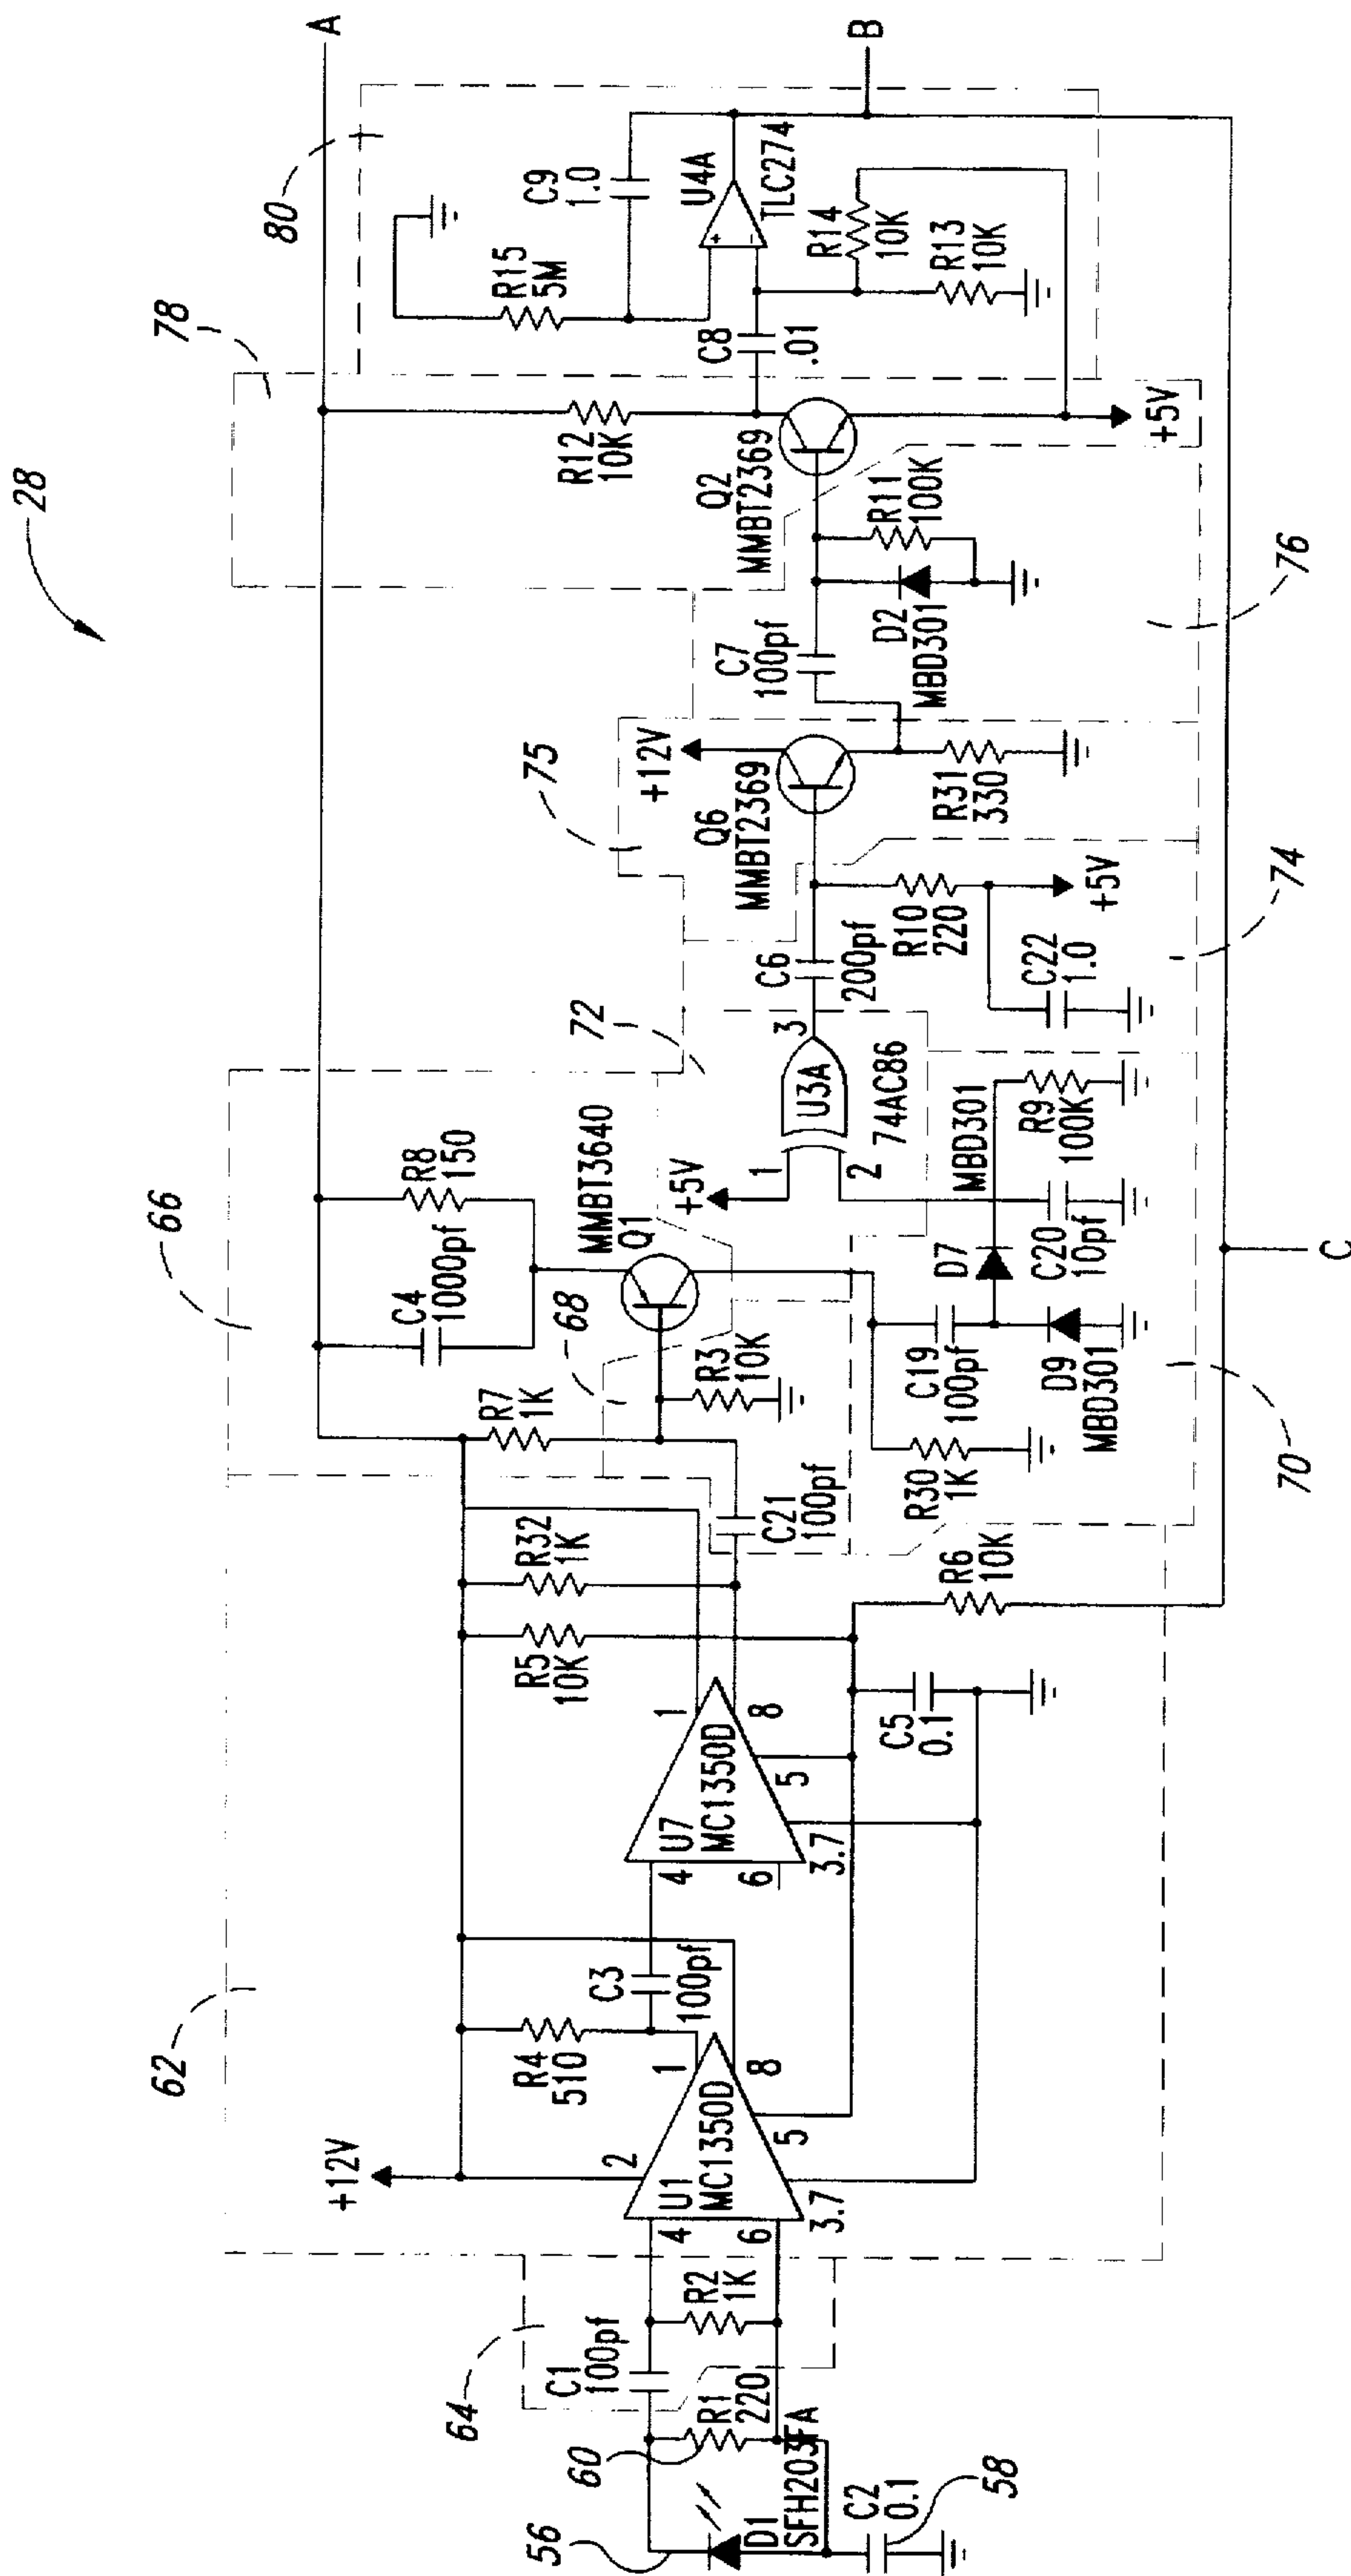 28
A
B
C
62
+12V
R4
510
R5
10K
R32
1K
66
C4
1000pf
R8
150
R7
1K
MMBT3640
Q1
68
R3
10K
64
C1
100pf
R2
1K
60
R1
220
56
D1
SFH203FA
C2
0.1
58
2
U1
MC1350D
4
6
1
8
5
3.7
C3
100pf
U7
MC1350D
4
6
1
8
5
3.7
C5
0.1
R6
10K
C21
100pf
R30
1K
C19
100pf
D9
MBD301
70
D7
MBD301
C20
10pf
R9
100K
72
+5V
1
2
3
U3A
74AC86
C6
200pf
R10
220
C22
1.0
+5V
74
75
+12V
Q6
MMBT2369
R31
330
C7
100pf
D2
MBD301
R11
100K
76
78
R12
10K
Q2
MMBT2369
+5V
C8
.01
80
R15
5M
C9
1.0
U4A
TLC274
+
-
R14
10K
R13
10K